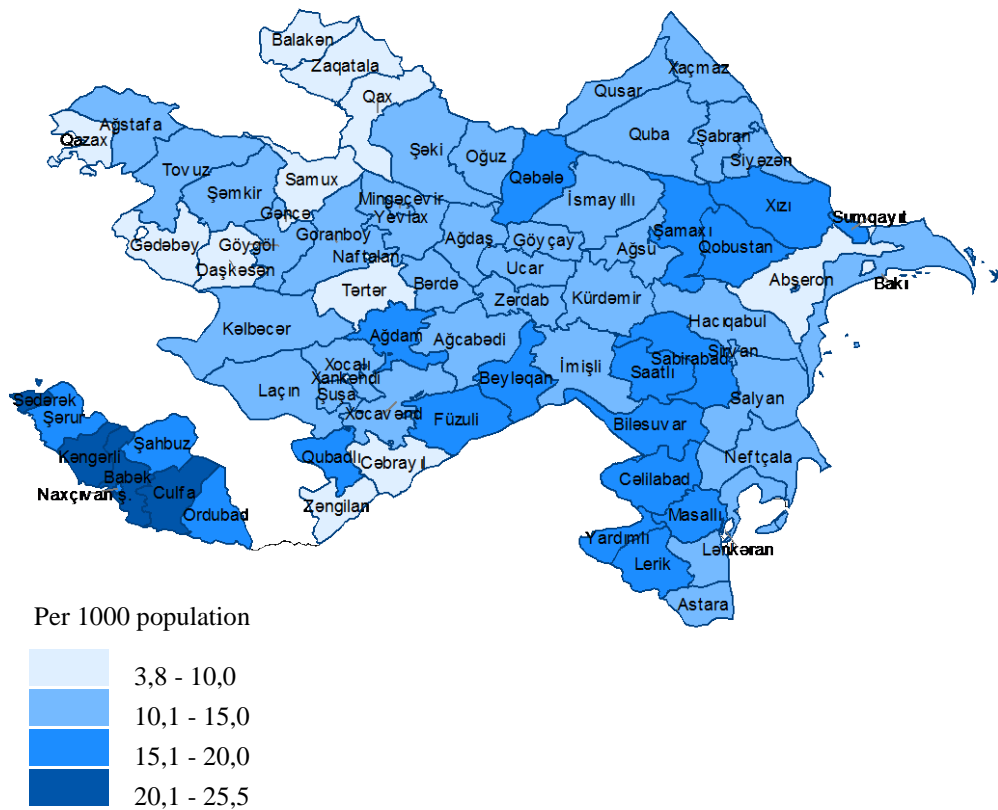 Balakən
Zaqatala
Qax
Xaçmaz
Qusar
Ağstafa
Quba
Şabran
Qazax
Şəki
Oğuz
Siyəzən
Tovuz
Samux
Qəbələ
Şəmkir
Mingəçevir
İsmayıllı
Xızı
Gəncə
Yevlax
Sumqayıt
Goranboy
Şamaxı
Gədəbəy
Göygöl
Ağdaş
Göyçay
Ağsu
Qobustan
Naftalan
Daşkəsən
Ucar
Abşeron
Bakı
Tərtər
Bərdə
Zərdab
Kürdəmir
Kəlbəcər
Ağdam
Ağcabədi
Hacıqabul
Xocalı
Şirvan
Sabirabad
Xankəndi
Beyləqan
İmişli
Saatlı
Laçın
Şuşa
Salyan
Sədərək
Xocavənd
Füzuli
Şərur
Biləsuvar
Şahbuz
Kəngərli
Qubadlı
Cəbrayıl
Neftçala
Babək
Cəlilabad
Naxçıvan ş.
Culfa
Zəngilan
Ordubad
Masallı
Yardımlı
Lənkəran
Lerik
Astara
Per 1000 population
3,8 - 10,0
10,1 - 15,0
15,1 - 20,0
20,1 - 25,5